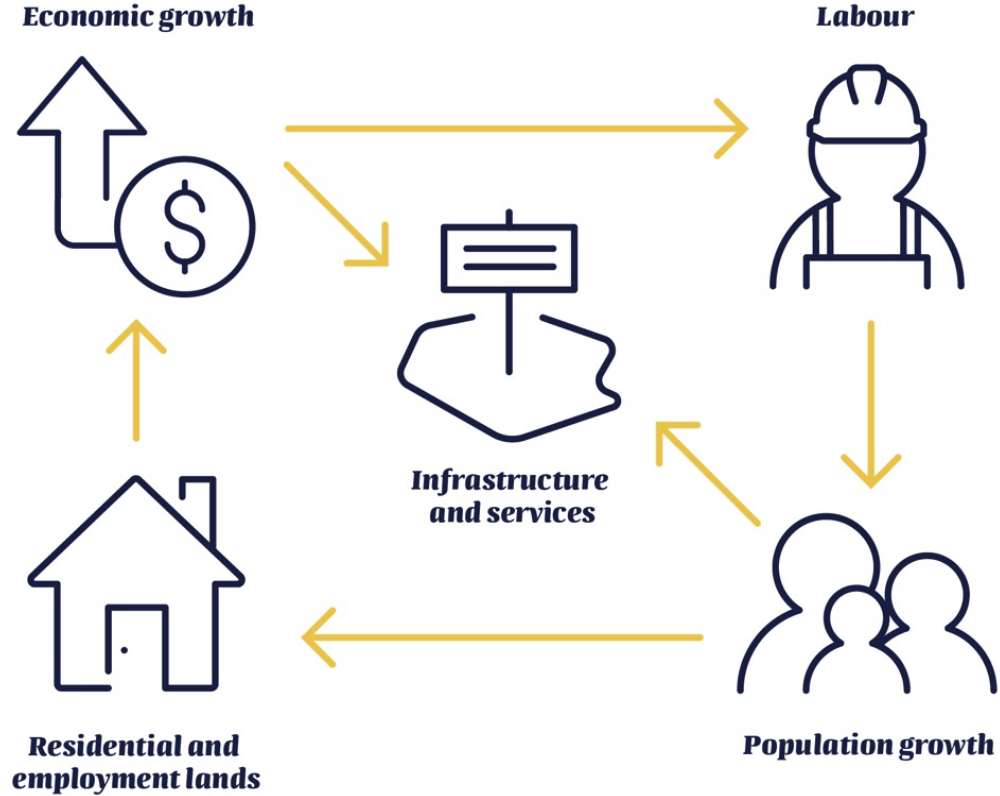 Economic growth
Labour
$
Infrastructure
and services
Residential and
employment lands
Population growth